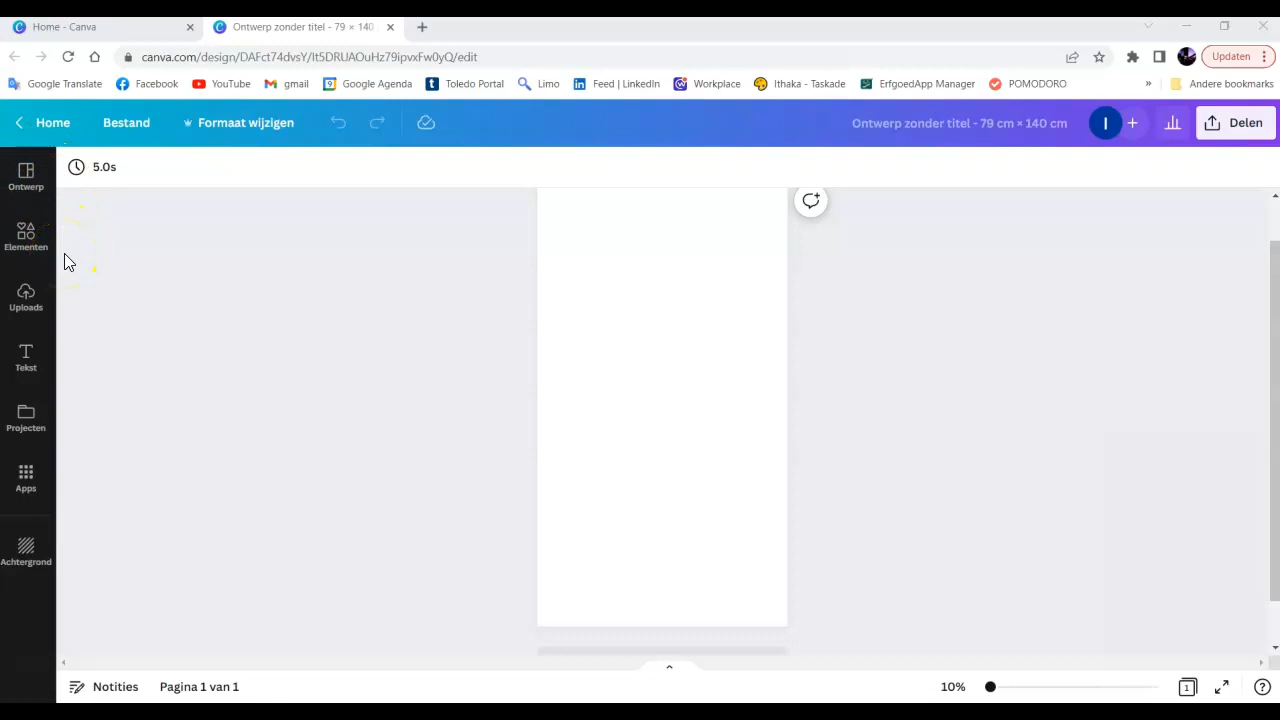 Home - Canva
Ontwerp zonder titel - 79 × 140
canva.com/design/DAFct74dvsY/It5DRUAOuHz79ipvxFw0yQ/edit
Updaten
Google Translate
Facebook
YouTube
gmail
Google Agenda
Toledo Portal
Limo
Feed | LinkedIn
Workplace
Ithaka - Taskade
ErfgoedApp Manager
POMODORO
»
Andere bookmarks
Home
Bestand
Formaat wijzigen
Ontwerp zonder titel - 79 cm × 140 cm
I
Delen
5.0s
Ontwerp
Elementen
Uploads
Tekst
Projecten
Apps
Achtergrond
Notities
Pagina 1 van 1
10%
1